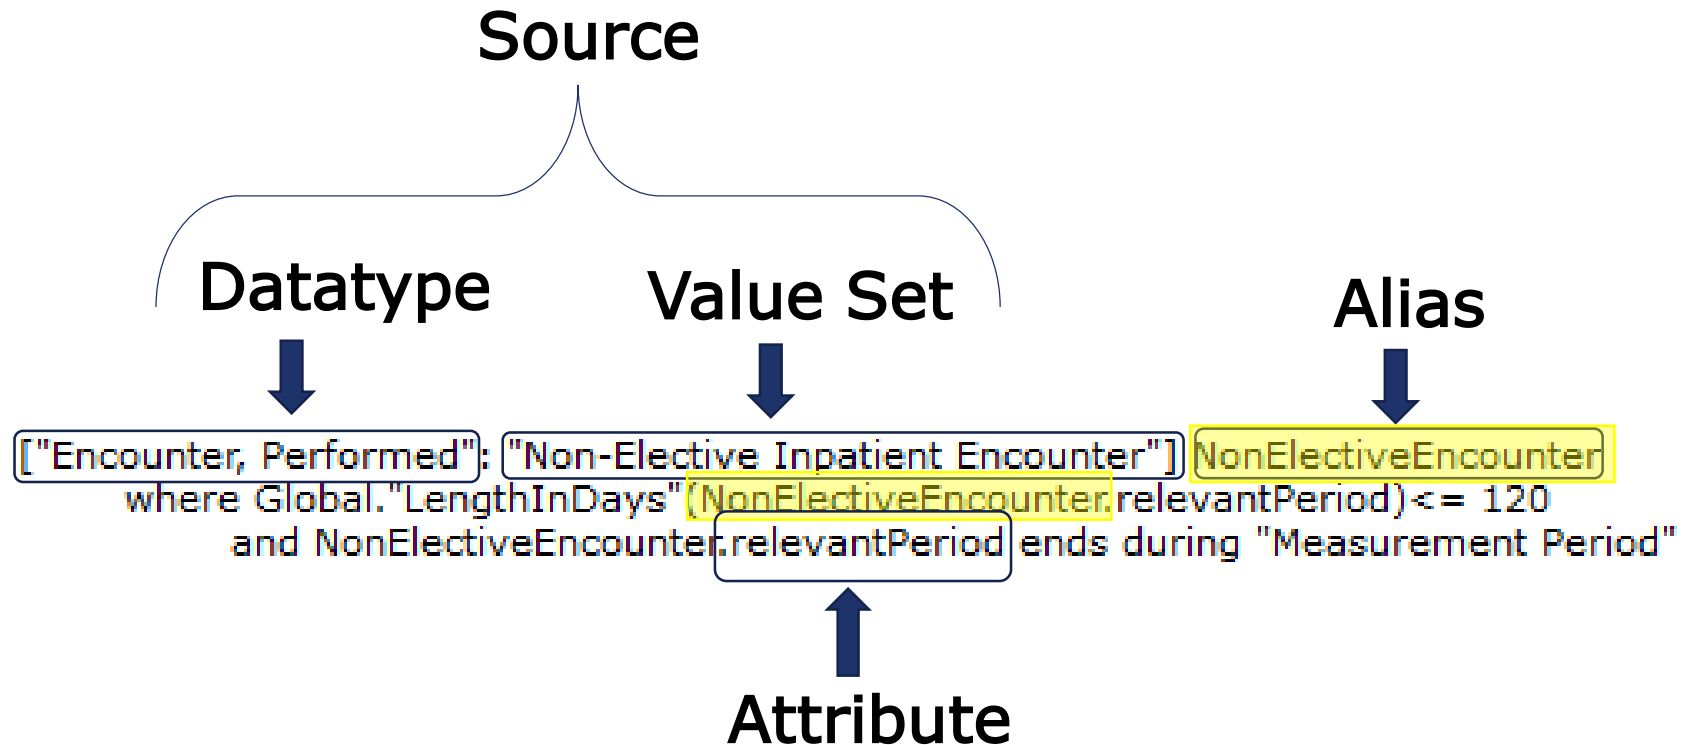 Source
Datatype
Value Set
Alias
["Encounter, Performed": "Non-Elective Inpatient Encounter"] NonElectiveEncounter
where Global."LengthInDays"(NonElectiveEncounter.relevantPeriod)<= 120
and NonElectiveEncounter.relevantPeriod ends during "Measurement Period"
Attribute